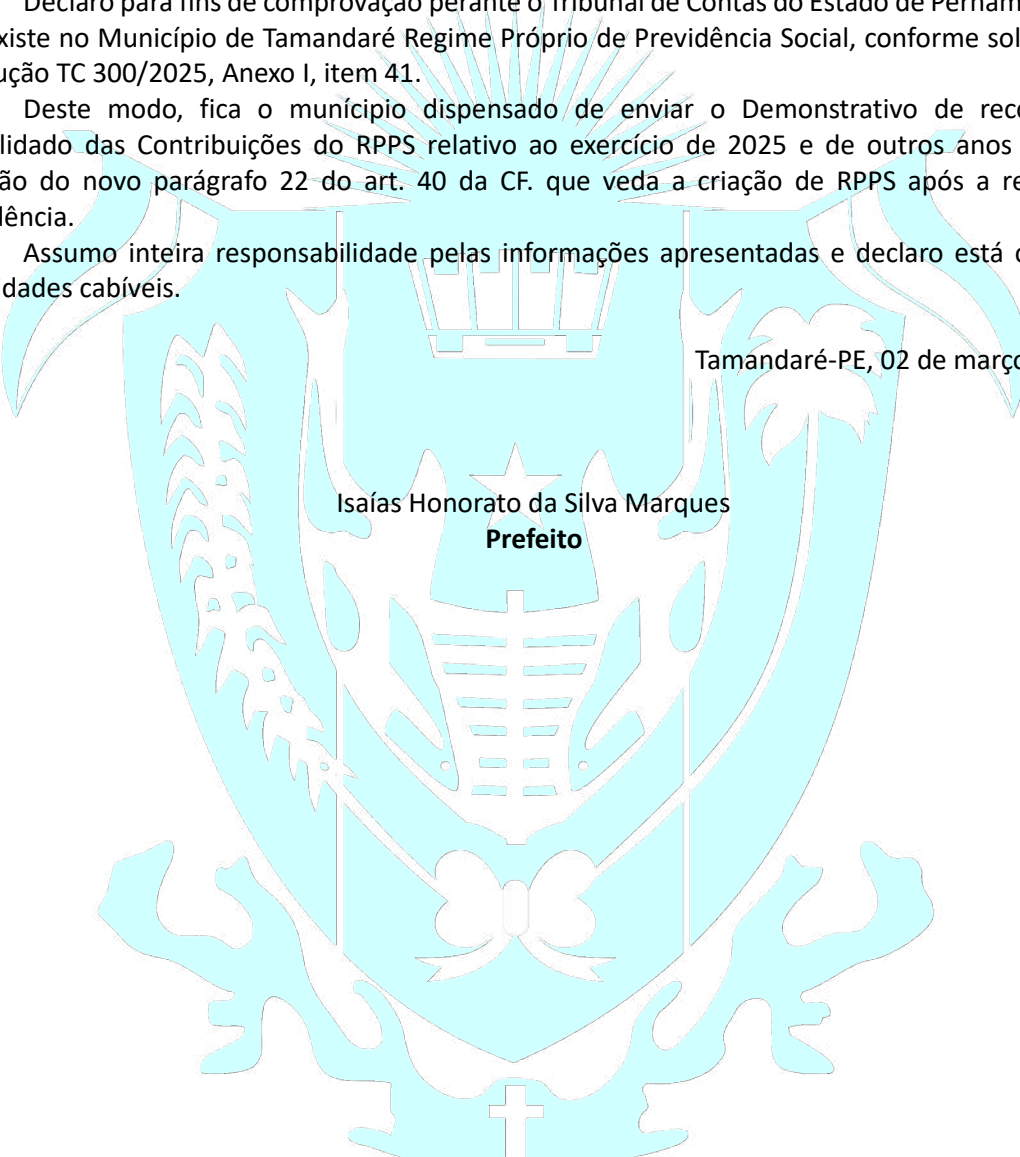 Declaro para fins de comprovação perante o Tribunal de Contas do Estado de Pernam
xiste no Município de Tamandaré Regime Próprio de Previdência Social, conforme sol
ução TC 300/2025, Anexo I, item 41.
Deste modo, fica o munícipio dispensado de enviar o Demonstrativo de reco
lidado das Contribuições do RPPS relativo ao exercício de 2025 e de outros anos
ão do novo parágrafo 22 do art. 40 da CF. que veda a criação de RPPS após a re
dência.
Assumo inteira responsabilidade pelas informações apresentadas e declaro está
idades cabíveis.
Tamandaré-PE, 02 de març
Isaías Honorato da Silva Marques
Prefeito